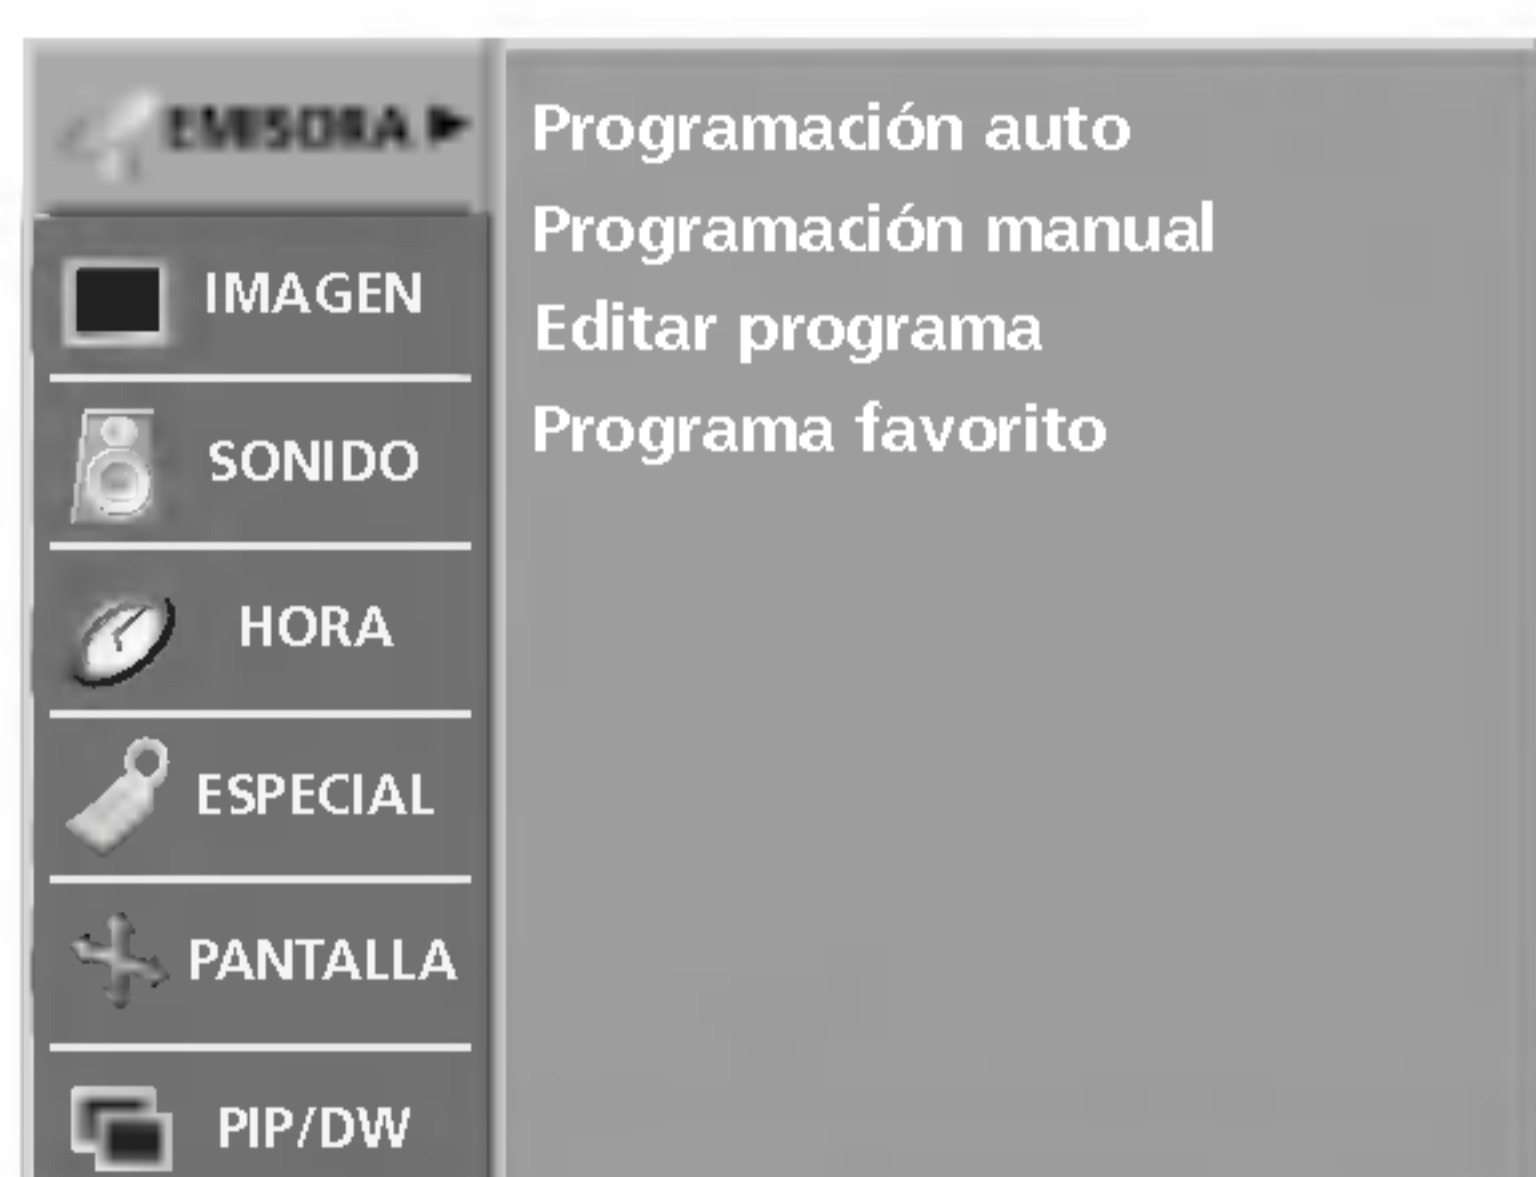 EMISORA ▶
IMAGEN
SONIDO
HORA
ESPECIAL
PANTALLA
PIP/DW
Programación auto
Programación manual
Editar programa
Programa favorito